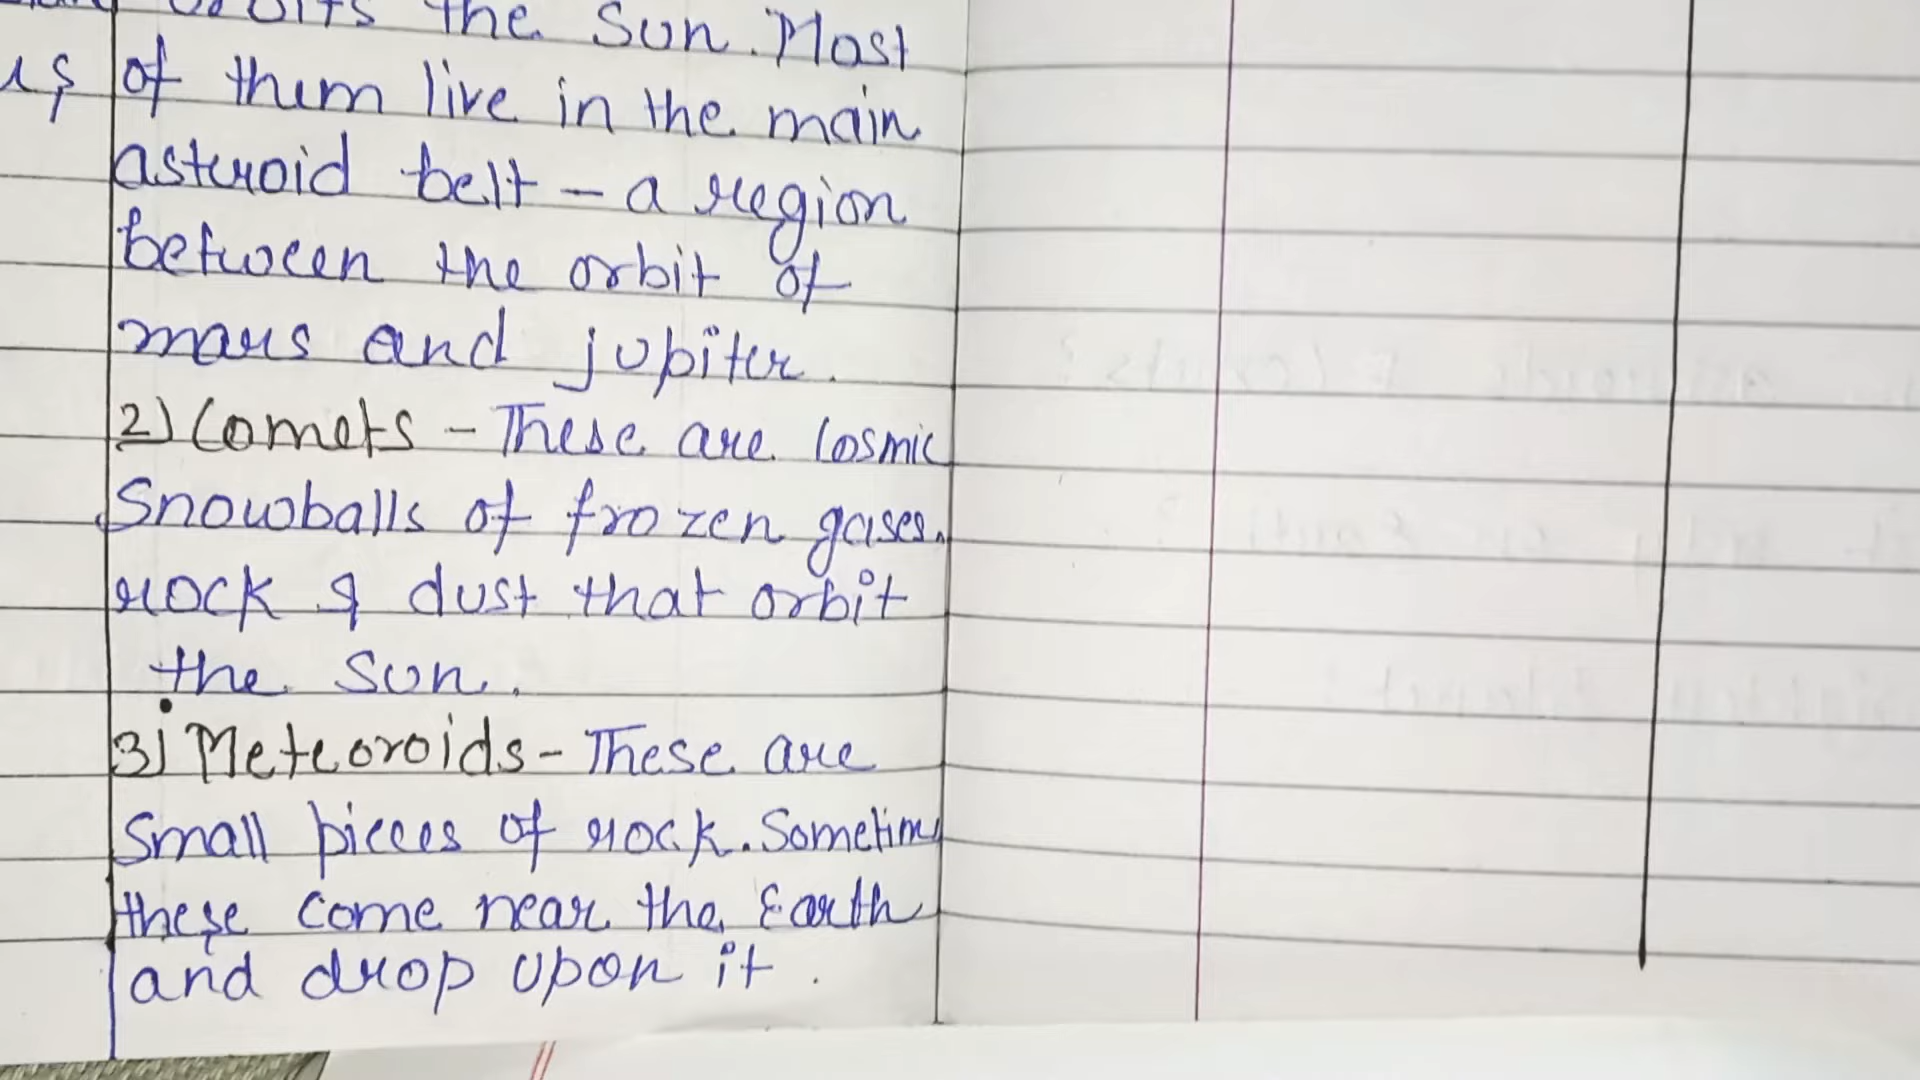 orbits the Sun. Most
of them live in the main
asteroid belt - a region
between the orbit of
mars and jupiter.
2) Comets - These are Cosmic
Snowballs of frozen gases,
rock & dust that orbit
the Sun.
3) Meteoroids - These are
Small pieces of rock. Sometimes
these come near the Earth
and drop upon it.